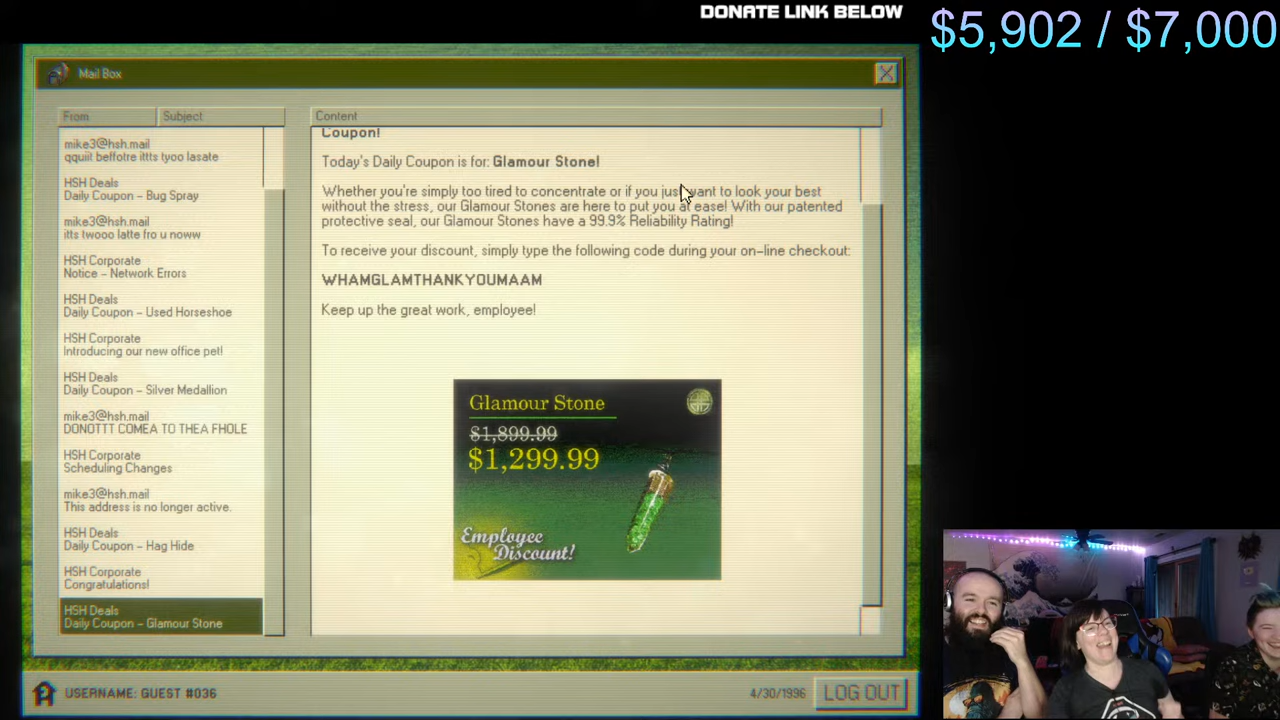 DONATE LINK BELOW
$5,902 / $7,000
Mail Box
From
Subject
mike3@hsh.mail
qquiit beffotre ittts tyoo lasate
HSH Deals
Daily Coupon – Bug Spray
mike3@hsh.mail
itts twooo latte fro u noww
HSH Corporate
Notice – Network Errors
HSH Deals
Daily Coupon – Used Horseshoe
HSH Corporate
Introducing our new office pet!
HSH Deals
Daily Coupon – Silver Medallion
mike3@hsh.mail
DONOTTT COMEA TO THEA FHOLE
HSH Corporate
Scheduling Changes
mike3@hsh.mail
This address is no longer active.
HSH Deals
Daily Coupon – Hag Hide
HSH Corporate
Congratulations!
HSH Deals
Daily Coupon – Glamour Stone
Content
Coupon!
Today's Daily Coupon is for: Glamour Stone!
Whether you're simply too tired to concentrate or if you just want to look your best
without the stress, our Glamour Stones are here to put you at ease! With our patented
protective seal, our Glamour Stones have a 99.9% Reliability Rating!
To receive your discount, simply type the following code during your on-line checkout:
WHAMGLAMTHANKYOUMAAM
Keep up the great work, employee!
Glamour Stone
$1,899.99
$1,299.99
Employee
Discount!
USERNAME: GUEST #036
4/30/1996
LOG OUT